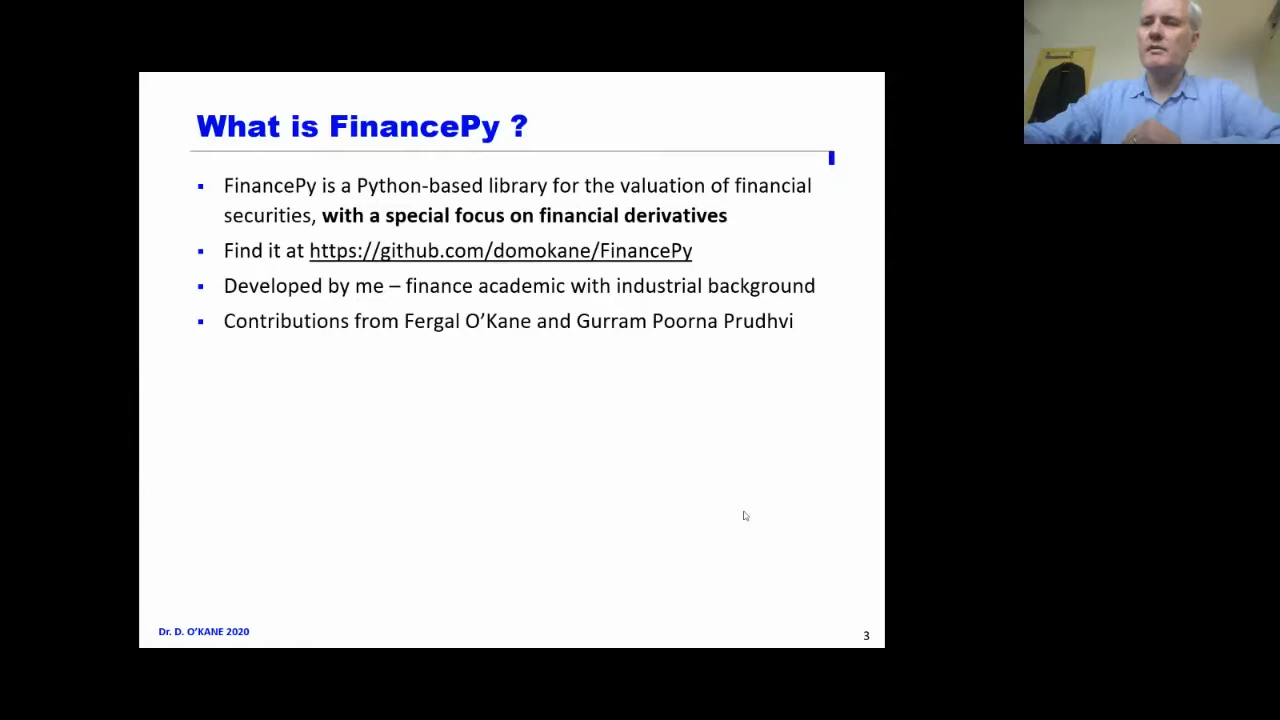 What is FinancePy ?
▪ FinancePy is a Python-based library for the valuation of financial
securities, with a special focus on financial derivatives
▪ Find it at https://github.com/domokane/FinancePy
▪ Developed by me – finance academic with industrial background
▪ Contributions from Fergal O’Kane and Gurram Poorna Prudhvi
Dr. D. O’KANE 2020
3